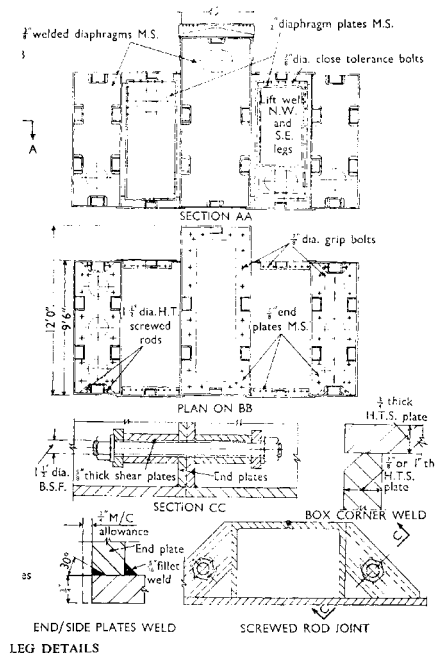 welded diaphragms M.S.
diaphragm plates M.S.
dia. close tolerance bolts
Lift wells
N.W.
and
S.E.
legs
A
SECTION AA
dia. grip bolts
12'0"
9'6"
dia. H.T.
screwed
rods
end
plates M.S.
PLAN ON BB
thick
H.T.S. plate
dia.
B.S.F.
thick shear plates
End plates
or 1" th
H.T.S.
plate
SECTION CC
BOX CORNER WELD
M/C
allowance
End plate
fillet
weld
30°
C
C
es
END/SIDE PLATES WELD
SCREWED ROD JOINT
LEG DETAILS